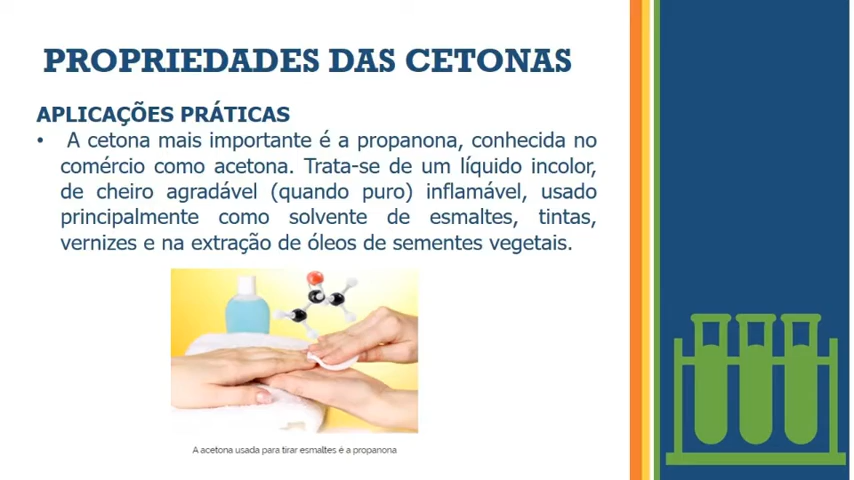 PROPRIEDADES DAS CETONAS
APLICAÇÕES PRÁTICAS
• A cetona mais importante é a propanona, conhecida no
comércio como acetona. Trata-se de um líquido incolor,
de cheiro agradável (quando puro) inflamável, usado
principalmente como solvente de esmaltes, tintas,
vernizes e na extração de óleos de sementes vegetais.
A acetona usada para tirar esmaltes é a propanona